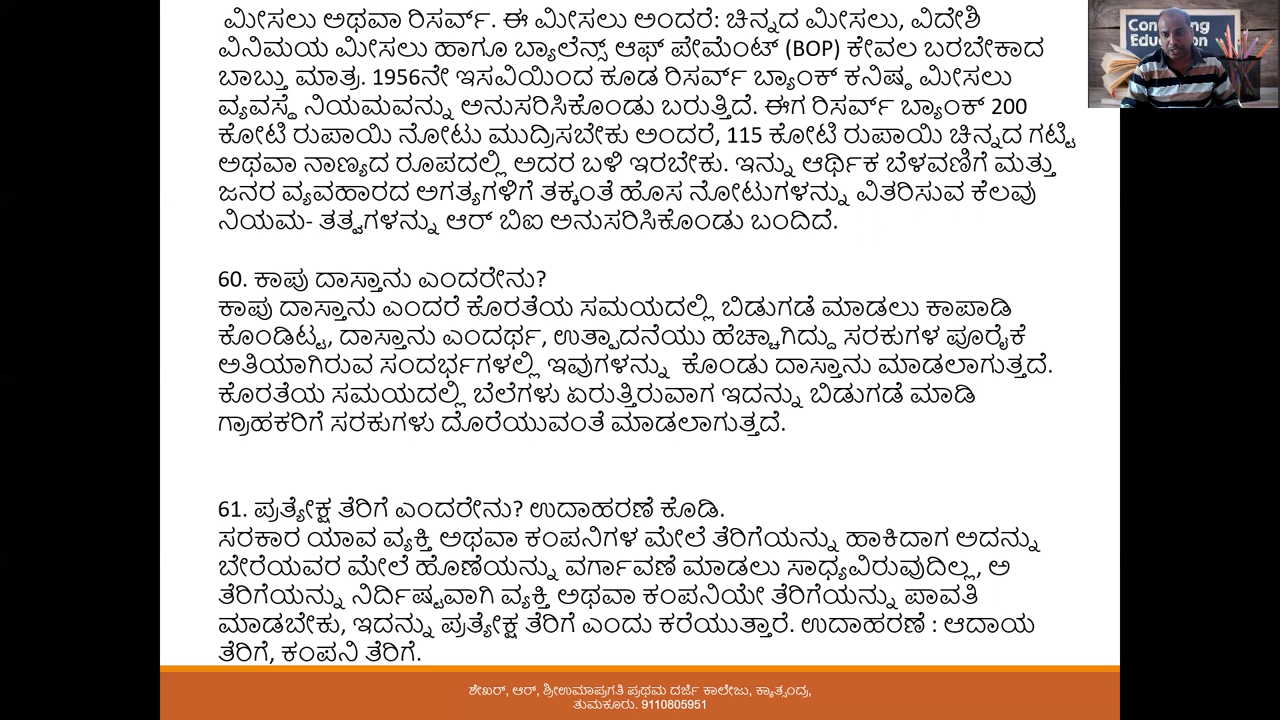 ಮೀಸಲು ಅಥವಾ ರಿಸರ್ವ್. ಈ ಮೀಸಲು ಅಂದರೆ: ಚಿನ್ನದ ಮೀಸಲು, ವಿದೇಶಿ
ವಿನಿಮಯ ಮೀಸಲು ಹಾಗೂ ಬ್ಯಾಲೆನ್ಸ್ ಆಫ್ ಪೇಮೆಂಟ್ (BOP) ಕೇವಲ ಬರಬೇಕಾದ
ಬಾಬ್ತು ಮಾತ್ರ. 1956ನೇ ಇಸವಿಯಿಂದ ಕೂಡ ರಿಸರ್ವ್ ಬ್ಯಾಂಕ್ ಕನಿಷ್ಠ ಮೀಸಲು
ವ್ಯವಸ್ಥೆ ನಿಯಮವನ್ನು ಅನುಸರಿಸಿಕೊಂಡು ಬರುತ್ತಿದೆ. ಈಗ ರಿಸರ್ವ್ ಬ್ಯಾಂಕ್ 200
ಕೋಟಿ ರುಪಾಯಿ ನೋಟು ಮುದ್ರಿಸಬೇಕು ಅಂದರೆ, 115 ಕೋಟಿ ರುಪಾಯಿ ಚಿನ್ನದ ಗಟ್ಟಿ
ಅಥವಾ ನಾಣ್ಯದ ರೂಪದಲ್ಲಿ ಅದರ ಬಳಿ ಇರಬೇಕು. ಇನ್ನು ಆರ್ಥಿಕ ಬೆಳವಣಿಗೆ ಮತ್ತು
ಜನರ ವ್ಯವಹಾರದ ಅಗತ್ಯಗಳಿಗೆ ತಕ್ಕಂತೆ ಹೊಸ ನೋಟುಗಳನ್ನು ವಿತರಿಸುವ ಕೆಲವು
ನಿಯಮ- ತತ್ವಗಳನ್ನು ಆರ್ ಬಿಐ ಅನುಸರಿಸಿಕೊಂಡು ಬಂದಿದೆ.
60. ಕಾಪು ದಾಸ್ತಾನು ಎಂದರೇನು?
ಕಾಪು ದಾಸ್ತಾನು ಎಂದರೆ ಕೊರತೆಯ ಸಮಯದಲ್ಲಿ ಬಿಡುಗಡೆ ಮಾಡಲು ಕಾಪಾಡಿ
ಕೊಂಡಿಟ್ಟ, ದಾಸ್ತಾನು ಎಂದರ್ಥ, ಉತ್ಪಾದನೆಯು ಹೆಚ್ಚಾಗಿದ್ದು ಸರಕುಗಳ ಪೂರೈಕೆ
ಅತಿಯಾಗಿರುವ ಸಂದರ್ಭಗಳಲ್ಲಿ ಇವುಗಳನ್ನು ಕೊಂಡು ದಾಸ್ತಾನು ಮಾಡಲಾಗುತ್ತದೆ.
ಕೊರತೆಯ ಸಮಯದಲ್ಲಿ ಬೆಲೆಗಳು ಏರುತ್ತಿರುವಾಗ ಇದನ್ನು ಬಿಡುಗಡೆ ಮಾಡಿ
ಗ್ರಾಹಕರಿಗೆ ಸರಕುಗಳು ದೊರೆಯುವಂತೆ ಮಾಡಲಾಗುತ್ತದೆ.
61. ಪ್ರತ್ಯೇಕ್ಷ ತೆರಿಗೆ ಎಂದರೇನು? ಉದಾಹರಣೆ ಕೊಡಿ.
ಸರಕಾರ ಯಾವ ವ್ಯಕ್ತಿ ಅಥವಾ ಕಂಪನಿಗಳ ಮೇಲೆ ತೆರಿಗೆಯನ್ನು ಹಾಕಿದಾಗ ಅದನ್ನು
ಬೇರೆಯವರ ಮೇಲೆ ಹೊಣೆಯನ್ನು ವರ್ಗಾವಣೆ ಮಾಡಲು ಸಾಧ್ಯವಿರುವುದಿಲ್ಲ, ಅ
ತೆರಿಗೆಯನ್ನು ನಿರ್ದಿಷ್ಟವಾಗಿ ವ್ಯಕ್ತಿ ಅಥವಾ ಕಂಪನಿಯೇ ತೆರಿಗೆಯನ್ನು ಪಾವತಿ
ಮಾಡಬೇಕು, ಇದನ್ನು ಪ್ರತ್ಯೇಕ್ಷ ತೆರಿಗೆ ಎಂದು ಕರೆಯುತ್ತಾರೆ. ಉದಾಹರಣೆ : ಆದಾಯ
ತೆರಿಗೆ, ಕಂಪನಿ ತೆರಿಗೆ.
ಶೇಖರ್, ಆರ್, ಶ್ರೀಉಮಾಪ್ರಗತಿ ಪ್ರಥಮ ದರ್ಜೆ ಕಾಲೇಜು, ಕ್ಯಾತ್ಸಂದ್ರ,
ತುಮಕೂರು. 9110805951